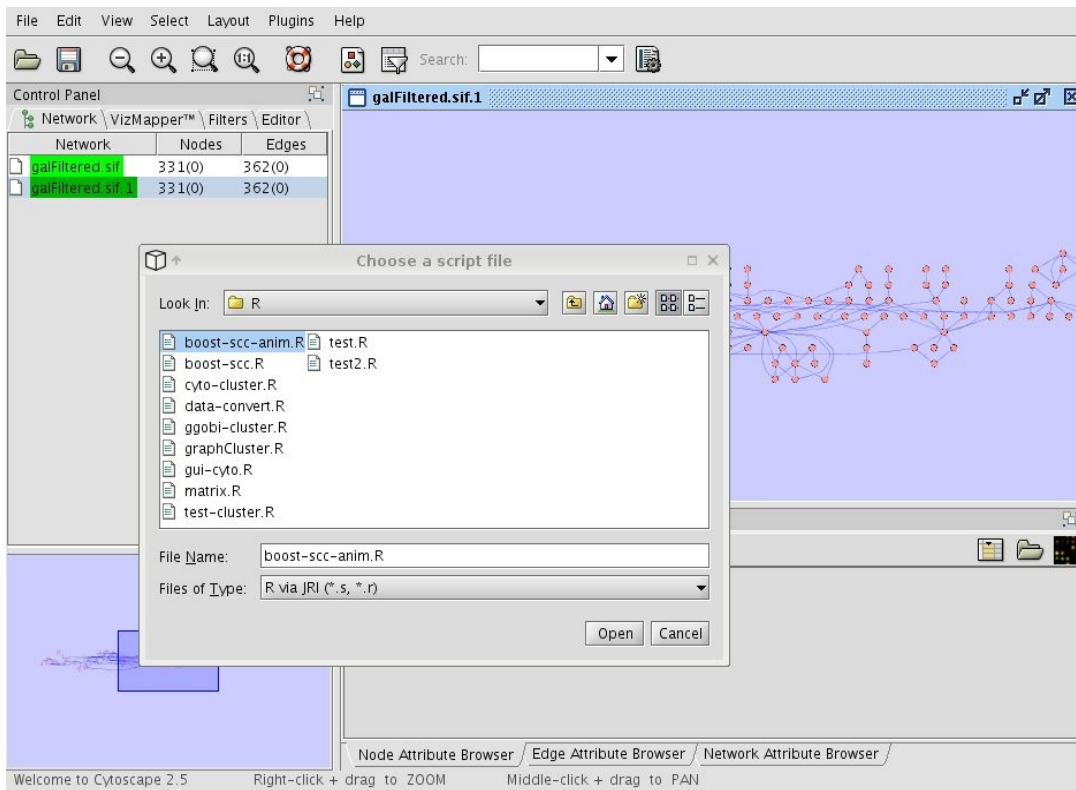 File Edit View Select Layout Plugins Help
Search:
Control Panel
galFiltered.sif.1
Network VizMapper™ Filters Editor
Network Nodes Edges
galFiltered.sif 331(0) 362(0)
galFiltered.sif.1 331(0) 362(0)
Choose a script file
Look In: R
boost-scc-anim.R test.R
boost-scc.R test2.R
cyto-cluster.R
data-convert.R
ggobi-cluster.R
graphCluster.R
gui-cyto.R
matrix.R
test-cluster.R
File Name: boost-scc-anim.R
Files of Type: R via JRI (*.s, *.r)
Open Cancel
Node Attribute Browser Edge Attribute Browser Network Attribute Browser
Welcome to Cytoscape 2.5 Right-click + drag to ZOOM Middle-click + drag to PAN